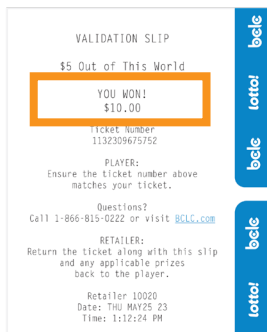 VALIDATION SLIP
$5 Out of This World
YOU WON!
$10.00
Ticket Number
1132309675752
PLAYER:
Ensure the ticket number above
matches your ticket.
Questions?
Call 1-866-815-0222 or visit BCLC.com
RETAILER:
Return the ticket along with this slip
and any applicable prizes
back to the player.
Retailer 10020
Date: THU MAY25 23
Time: 1:12:24 PM
bclc
lotto!
bclc
bclc
lotto!